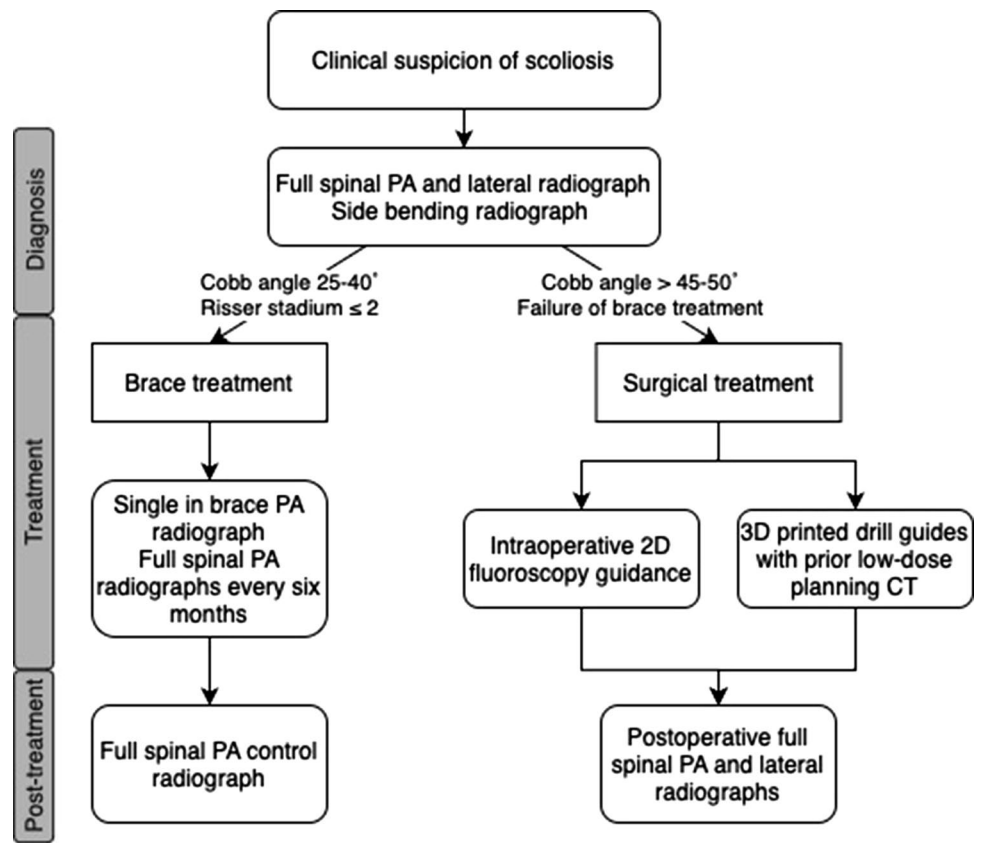 Clinical suspicion of scoliosis
Diagnosis
Full spinal PA and lateral radiograph
Side bending radiograph
Cobb angle 25-40°
Risser stadium ≤ 2
Cobb angle > 45-50°
Failure of brace treatment
Treatment
Brace treatment
Surgical treatment
Single in brace PA
radiograph
Full spinal PA
radiographs every six
months
Intraoperative 2D
fluoroscopy guidance
3D printed drill guides
with prior low-dose
planning CT
Post-treatment
Full spinal PA control
radiograph
Postoperative full
spinal PA and lateral
radiographs